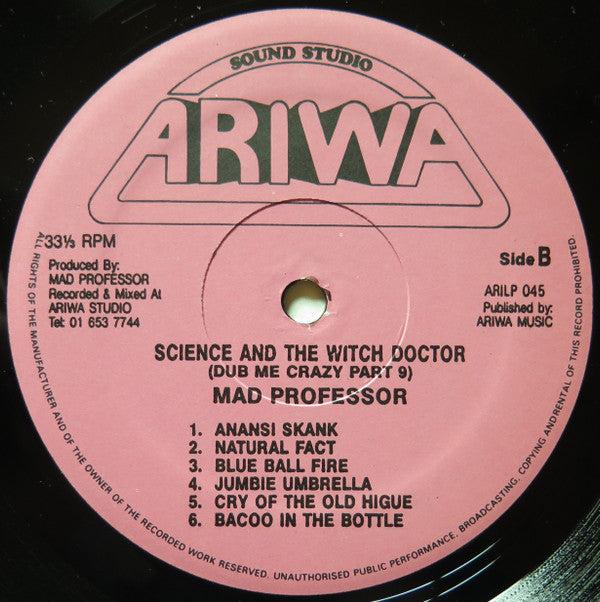 SOUND STUDIO
ARIWA
33⅓ RPM
Produced By:
MAD PROFESSOR
Recorded & Mixed At
ARIWA STUDIO
Tel: 01 653 7744
Side B
ARILP 045
Published by:
ARIWA MUSIC
SCIENCE AND THE WITCH DOCTOR
(DUB ME CRAZY PART 9)
MAD PROFESSOR
1. ANANSI SKANK
2. NATURAL FACT
3. BLUE BALL FIRE
4. JUMBIE UMBRELLA
5. CRY OF THE OLD HIGUE
6. BACOO IN THE BOTTLE
ALL RIGHTS OF THE MANUFACTURER AND OF THE OWNER OF THE RECORDED WORK RESERVED. UNAUTHORISED PUBLIC PERFORMANCE, BROADCASTING, COPYING ANDRENTAL OF THIS RECORD PROHIBITED.